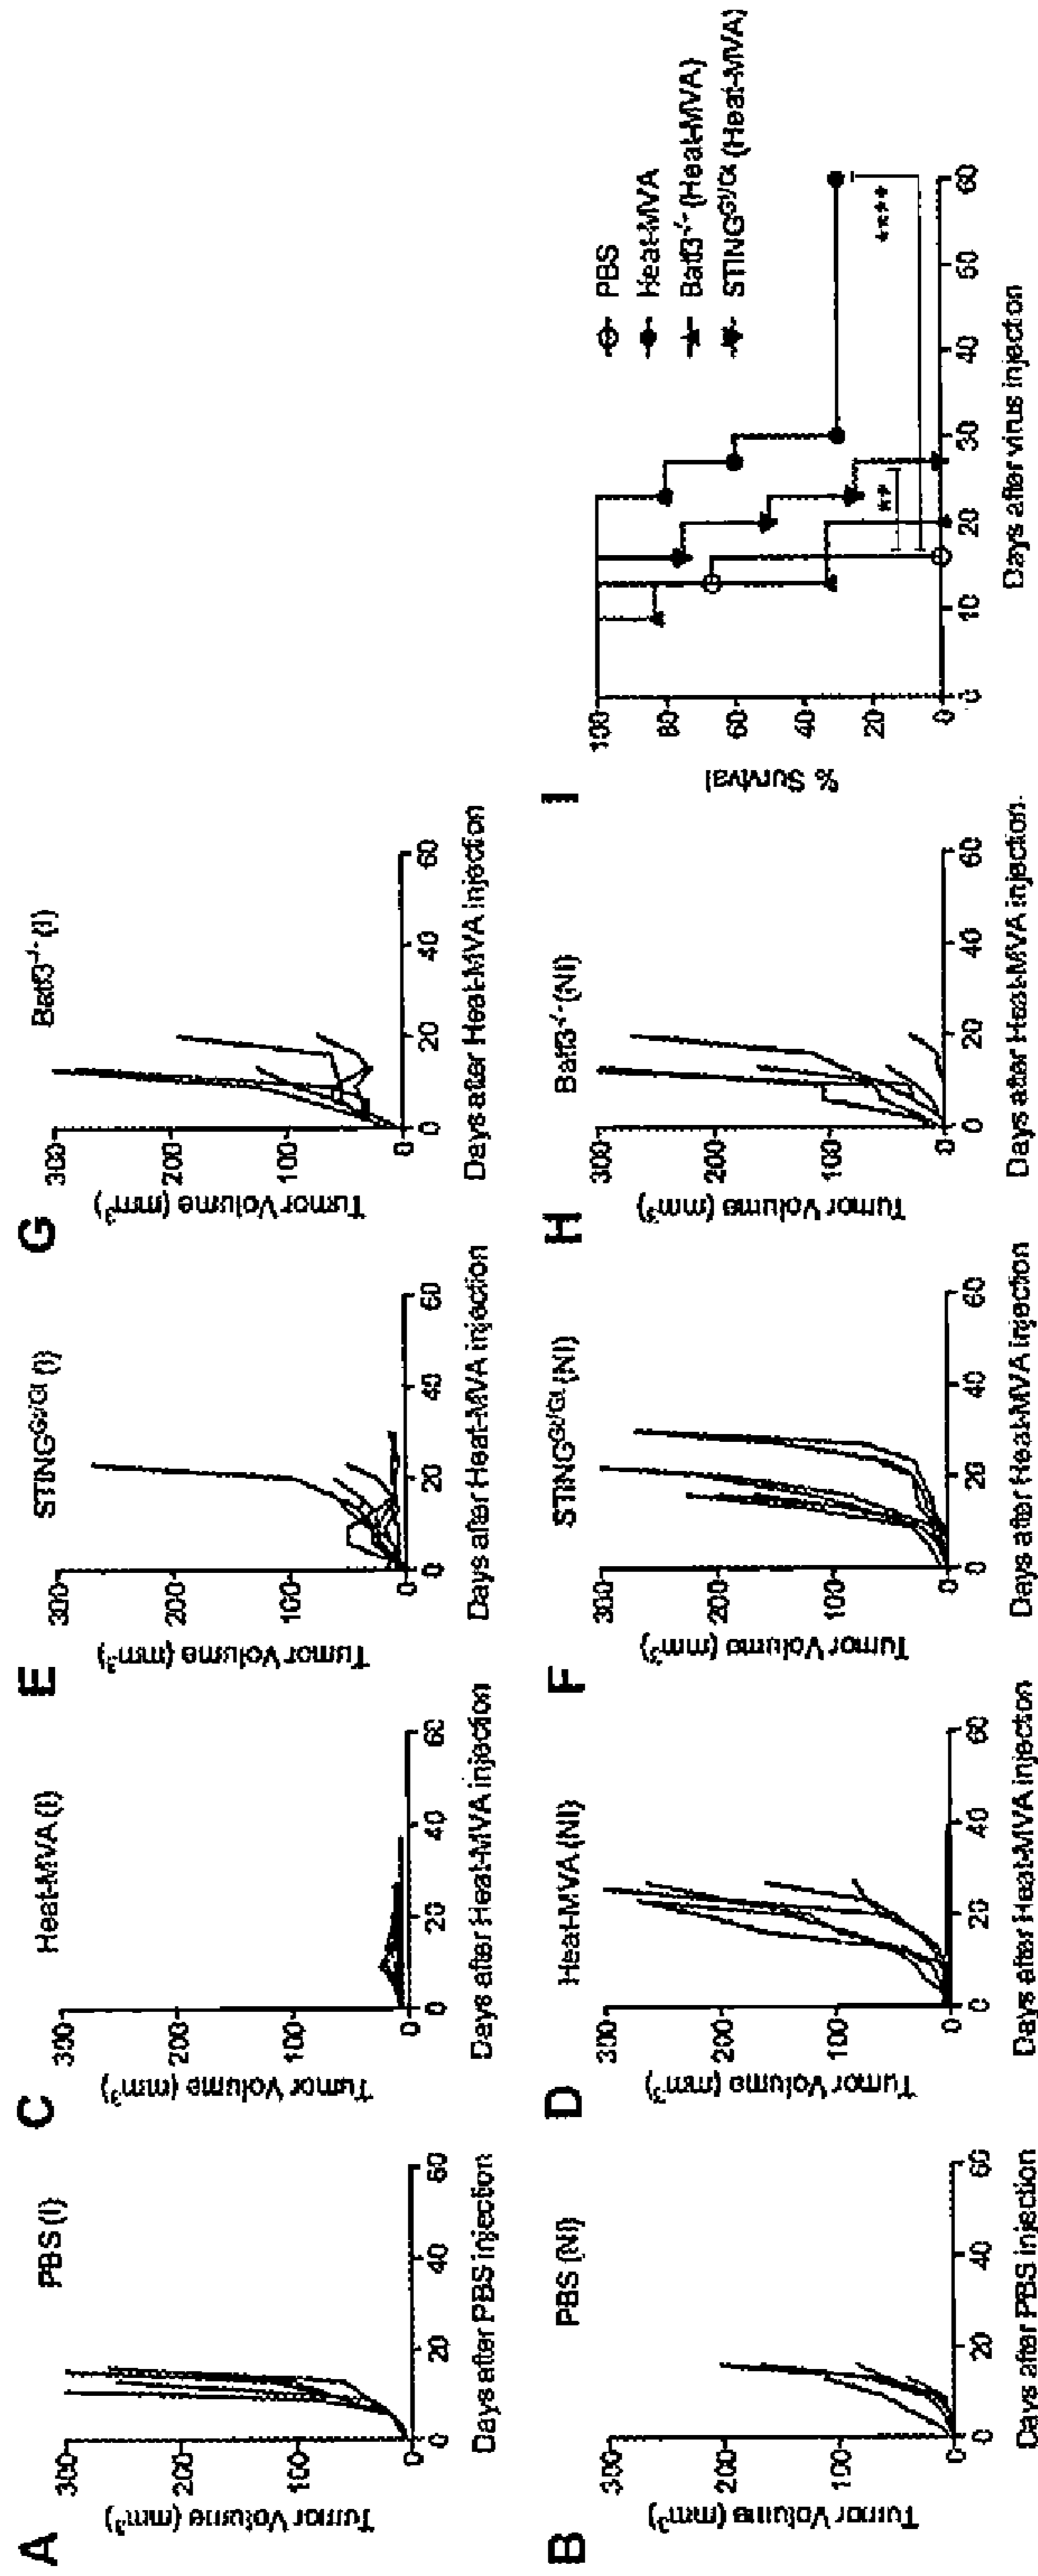 A
PBS (I)
300
200
100
0
Tumor Volume (mm³)
0 20 40 60
Days after PBS injection
C
Heat-MVA (I)
300
200
100
0
Tumor Volume (mm³)
0 20 40 60
Days after Heat-MVA injection
E
STING^Gt/Gt (I)
300
200
100
0
Tumor Volume (mm³)
0 20 40 60
Days after Heat-MVA injection
G
Batf3^-/- (I)
300
200
100
0
Tumor Volume (mm³)
0 20 40 60
Days after Heat-MVA injection
B
PBS (NI)
300
200
100
0
Tumor Volume (mm³)
0 20 40 60
Days after PBS injection
D
Heat-MVA (NI)
300
200
100
0
Tumor Volume (mm³)
0 20 40 60
Days after Heat-MVA injection
F
STING^Gt/Gt (NI)
300
200
100
0
Tumor Volume (mm³)
0 20 40 60
Days after Heat-MVA injection
H
Batf3^-/- (NI)
300
200
100
0
Tumor Volume (mm³)
0 20 40 60
Days after Heat-MVA injection
I
100
80
60
40
20
0
% Survival
0 10 20 30 40 50 60
Days after virus injection
PBS
Heat-MVA
Batf3^-/- (Heat-MVA)
STING^Gt/Gt (Heat-MVA)
**
****